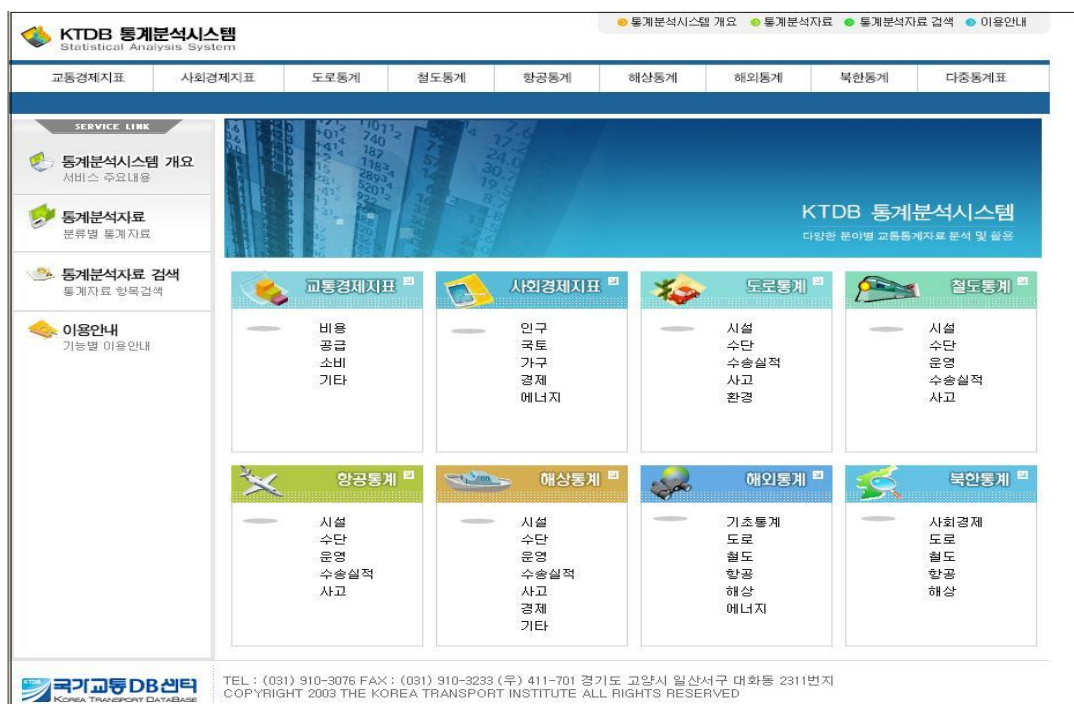 통계분석시스템 개요 통계분석자료 통계분석자료 검색 이용안내
KTDB 통계분석시스템
Statistical Analysis System
교통경제지표 사회경제지표 도로통계 철도통계 항공통계 해상통계 해외통계 북한통계 다중통계표
SERVICE LINK
통계분석시스템 개요
서비스 주요내용
통계분석자료
분류별 통계자료
통계분석자료 검색
통계자료 항목검색
이용안내
기능별 이용안내
KTDB 통계분석시스템
다양한 분야별 교통통계자료 분석 및 활용
교통경제지표
비용
공급
소비
기타
사회경제지표
인구
국토
가구
경제
에너지
도로통계
시설
수단
수송실적
사고
환경
철도통계
시설
수단
운영
수송실적
사고
항공통계
시설
수단
운영
수송실적
사고
해상통계
시설
수단
운영
수송실적
사고
경제
기타
해외통계
기초통계
도로
철도
항공
해상
에너지
북한통계
사회경제
도로
철도
항공
해상
KTDB 국가교통DB센터
KOREA TRANSPORT DATABASE
TEL : (031) 910-3076 FAX : (031) 910-3233 (우) 411-701 경기도 고양시 일산서구 대화동 2311번지
COPYRIGHT 2003 THE KOREA TRANSPORT INSTITUTE ALL RIGHTS RESERVED